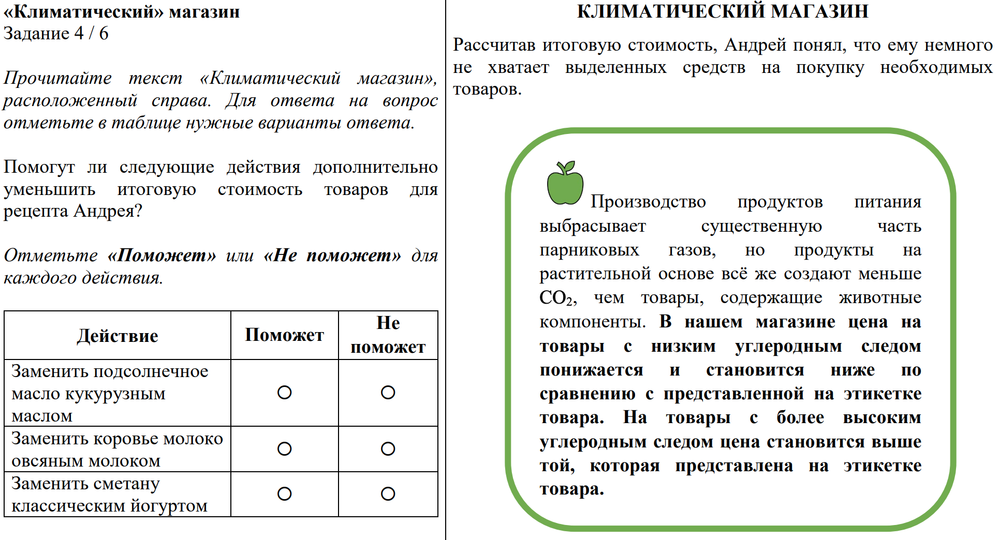 «Климатический» магазин
Задание 4 / 6
Прочитайте текст «Климатический магазин»,
расположенный справа. Для ответа на вопрос
отметьте в таблице нужные варианты ответа.
Помогут ли следующие действия дополнительно
уменьшить итоговую стоимость товаров для
рецепта Андрея?
Отметьте «Поможет» или «Не поможет» для
каждого действия.
Действие
Поможет
Не
поможет
Заменить подсолнечное
масло кукурузным
маслом
Заменить коровье молоко
овсяным молоком
Заменить сметану
классическим йогуртом
КЛИМАТИЧЕСКИЙ МАГАЗИН
Рассчитав итоговую стоимость, Андрей понял, что ему немного
не хватает выделенных средств на покупку необходимых
товаров.
Производство продуктов питания
выбрасывает существенную часть
парниковых газов, но продукты на
растительной основе всё же создают меньше
CO₂, чем товары, содержащие животные
компоненты. В нашем магазине цена на
товары с низким углеродным следом
понижается и становится ниже по
сравнению с представленной на этикетке
товара. На товары с более высоким
углеродным следом цена становится выше
той, которая представлена на этикетке
товара.